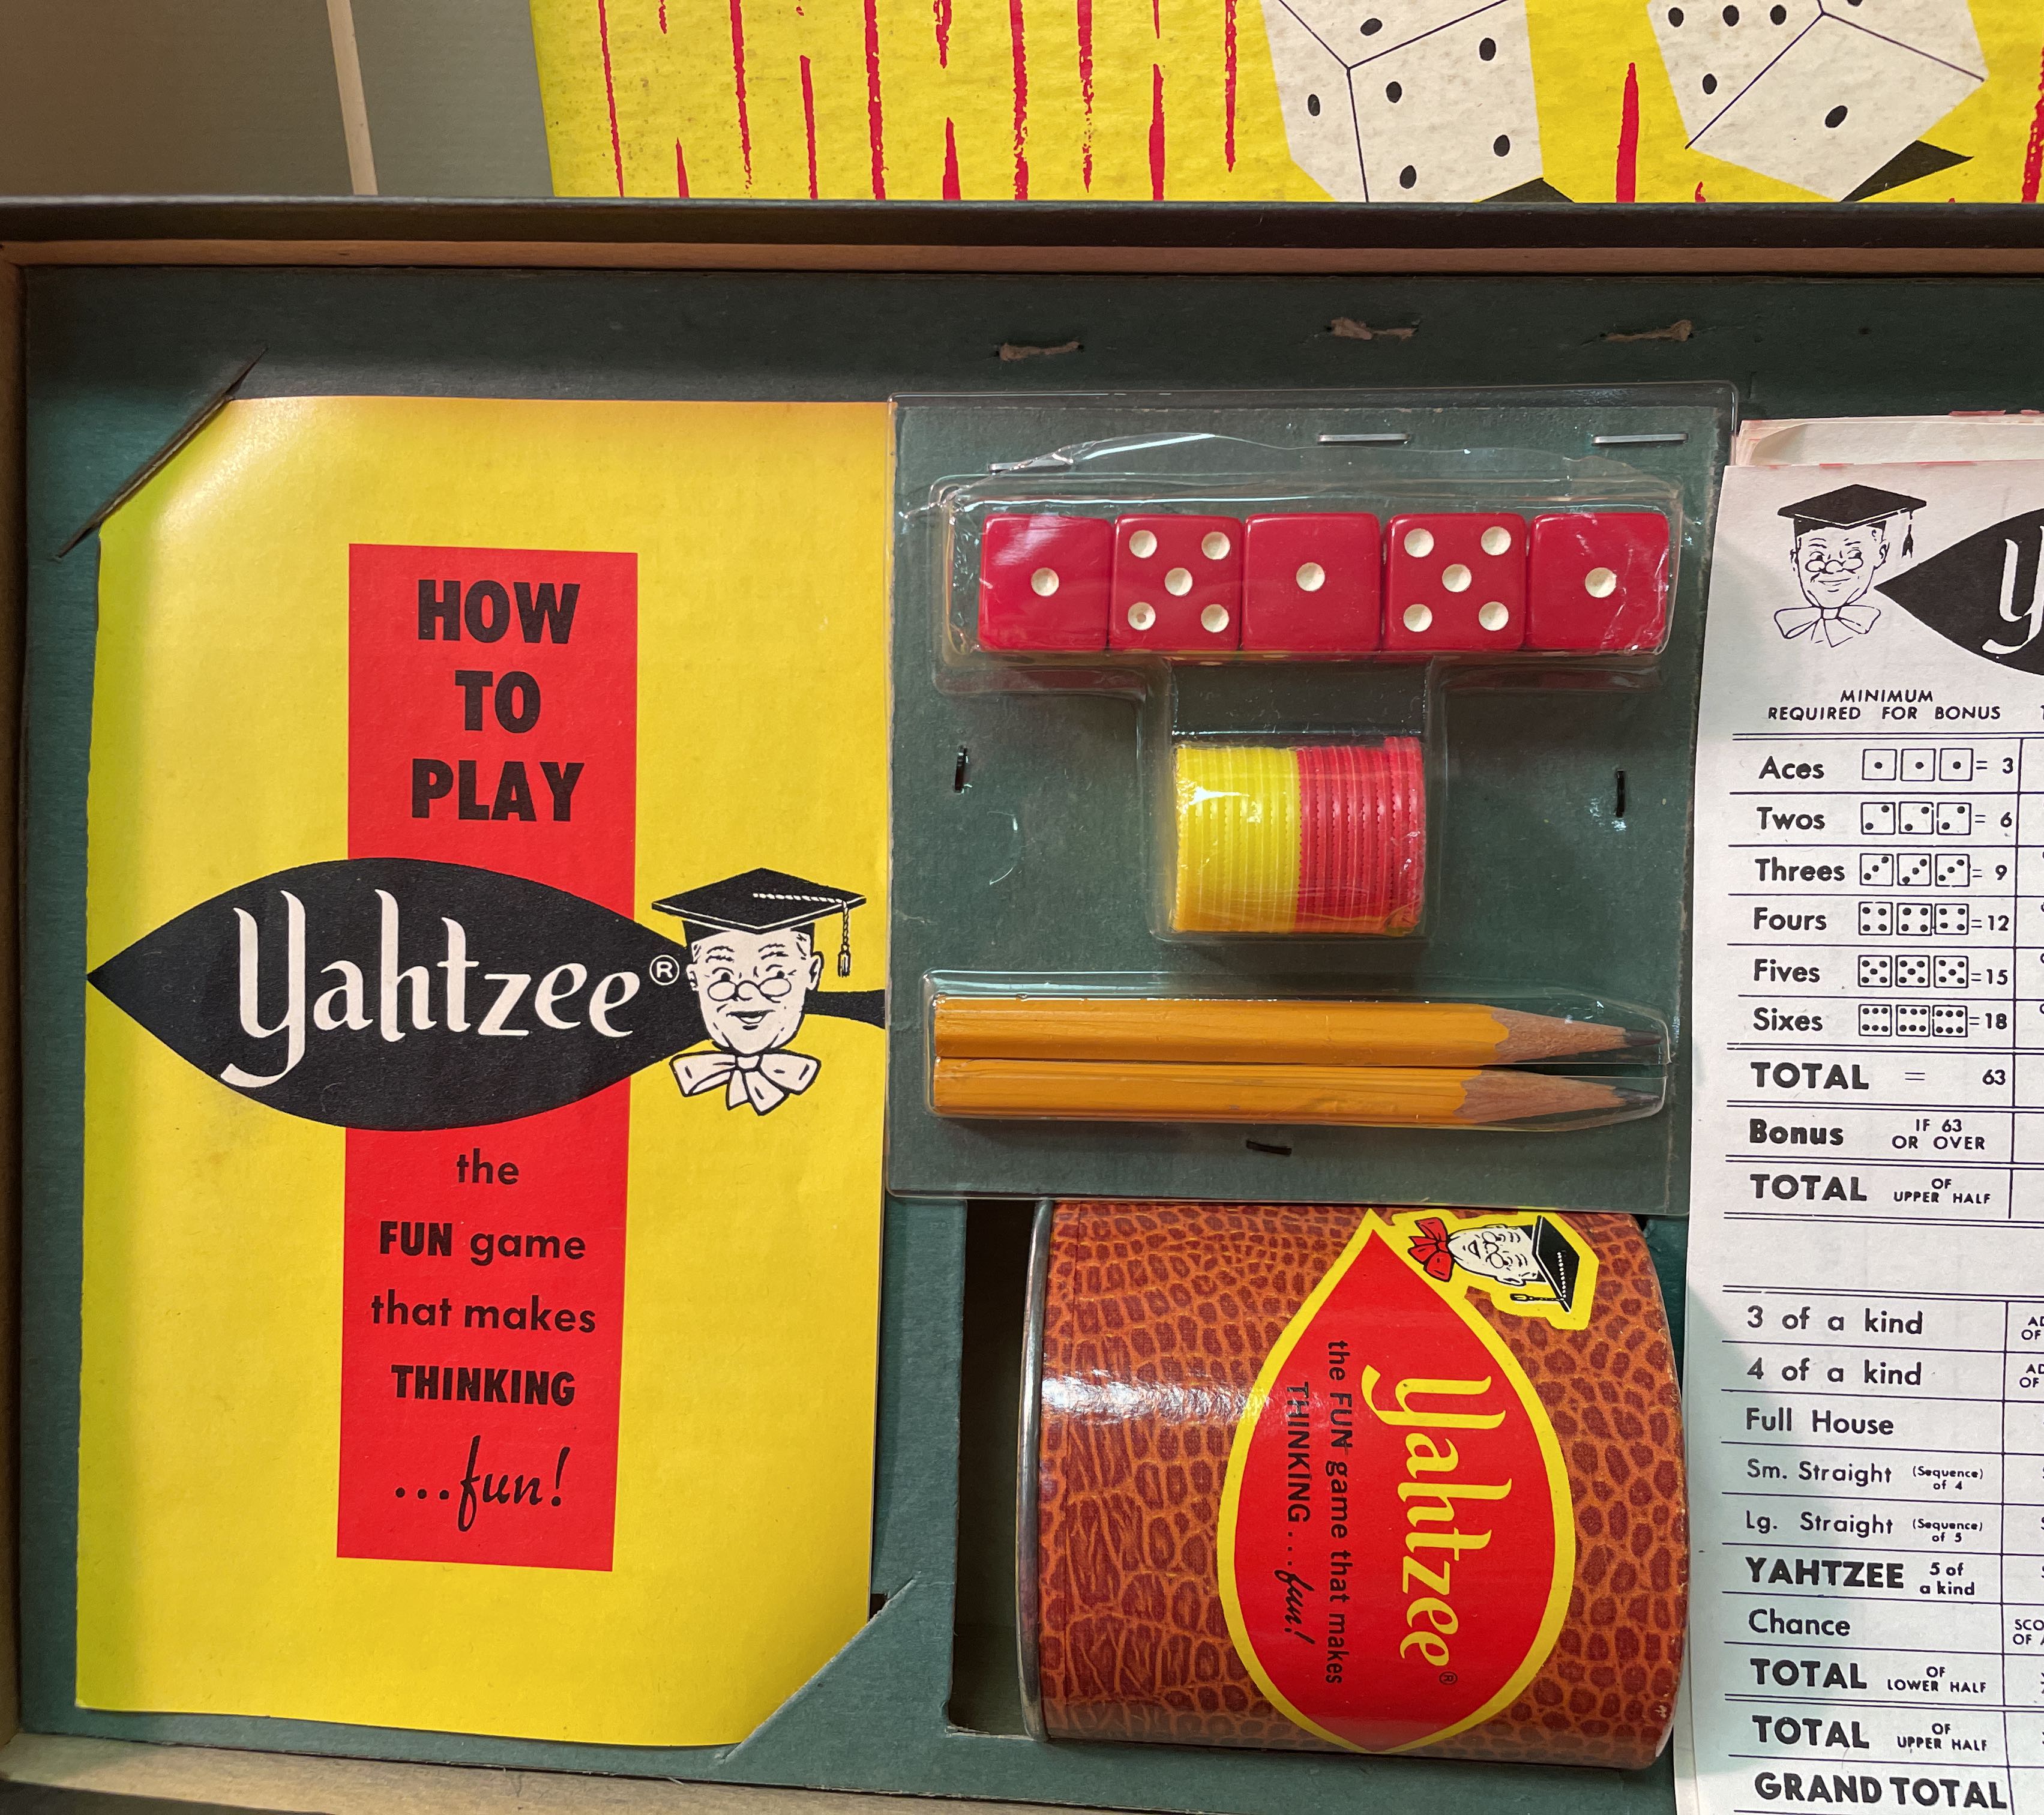 HOW
TO
PLAY
Yahtzee®
the
FUN game
that makes
THINKING
...fun!
Yahtzee®
the FUN game that makes
THINKING...fun!
MINIMUM
REQUIRED FOR BONUS
Aces = 3
Twos = 6
Threes = 9
Fours = 12
Fives = 15
Sixes = 18
TOTAL = 63
Bonus IF 63
OR OVER
TOTAL OF
UPPER HALF
3 of a kind
4 of a kind
Full House
Sm. Straight (Sequence)
of 4
Lg. Straight (Sequence)
of 5
YAHTZEE 5 of
a kind
Chance
TOTAL OF
LOWER HALF
TOTAL OF
UPPER HALF
GRAND TOTAL